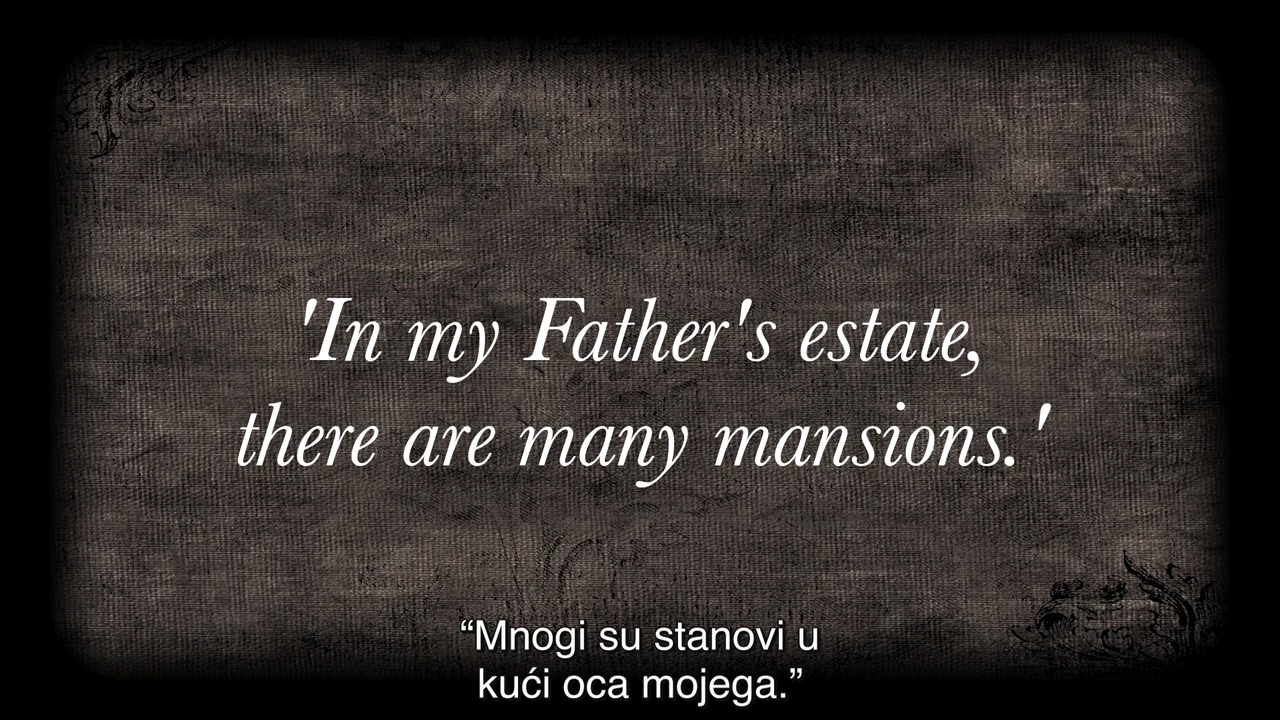 'In my Father's estate,
there are many mansions.'
“Mnogi su stanovi u
kući oca mojega.”